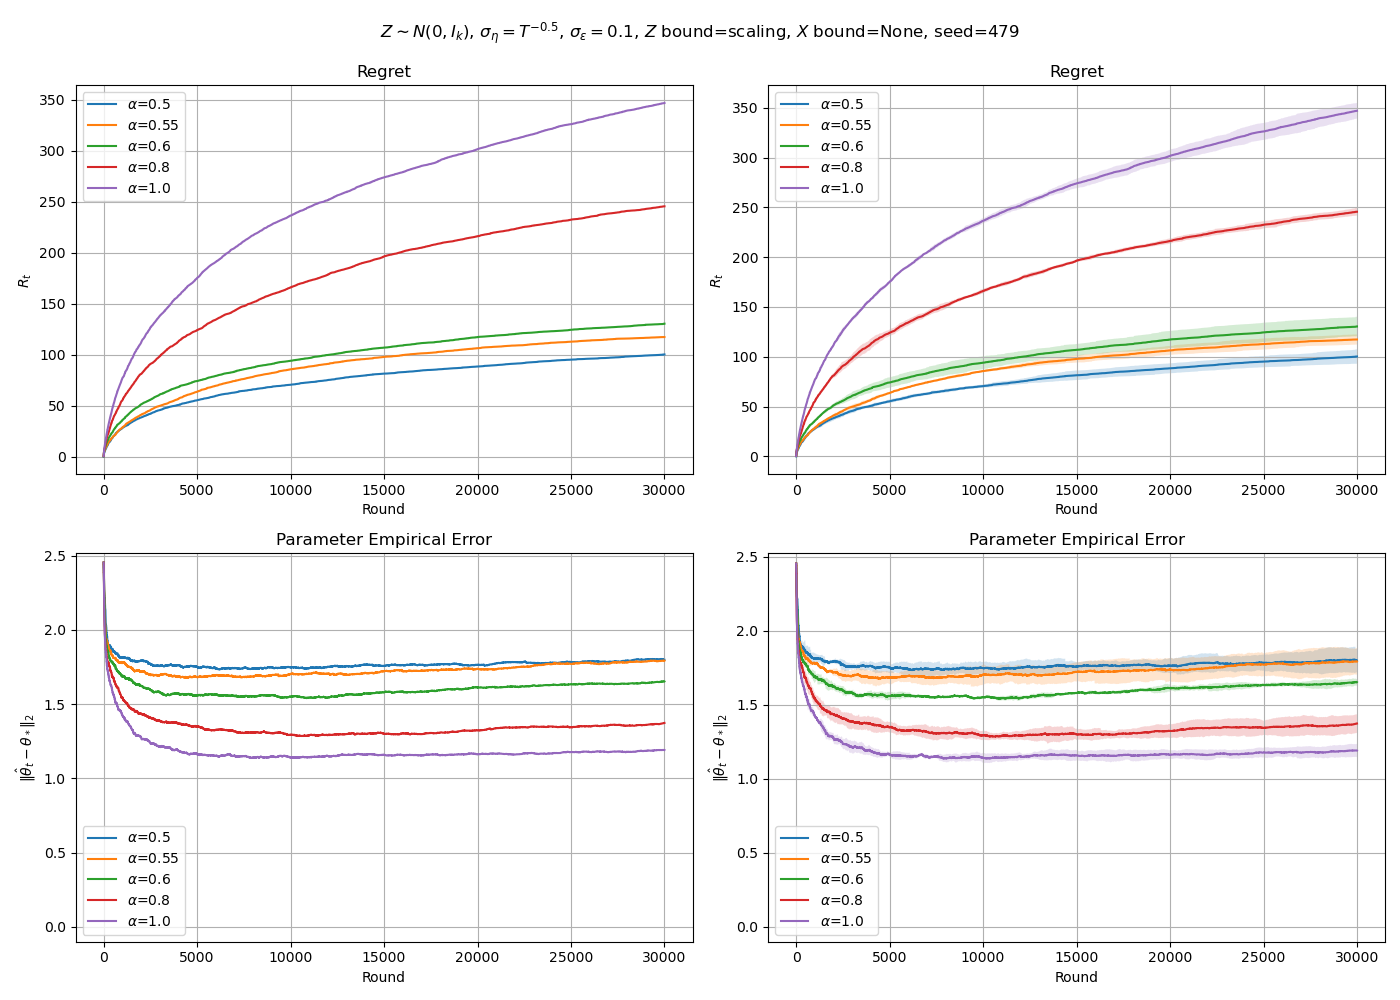 Z ∼ N(0, I_k), σ_η = T^{−0.5}, σ_ε = 0.1, Z bound=scaling, X bound=None, seed=479
Regret
R_t
350
300
250
200
150
100
50
0
α=0.5
α=0.55
α=0.6
α=0.8
α=1.0
0 5000 10000 15000 20000 25000 30000
Round
Regret
R_t
350
300
250
200
150
100
50
0
α=0.5
α=0.55
α=0.6
α=0.8
α=1.0
0 5000 10000 15000 20000 25000 30000
Round
Parameter Empirical Error
‖θ̂_t − θ_*‖_2
2.5
2.0
1.5
1.0
0.5
0.0
α=0.5
α=0.55
α=0.6
α=0.8
α=1.0
0 5000 10000 15000 20000 25000 30000
Round
Parameter Empirical Error
‖θ̂_t − θ_*‖_2
2.5
2.0
1.5
1.0
0.5
0.0
α=0.5
α=0.55
α=0.6
α=0.8
α=1.0
0 5000 10000 15000 20000 25000 30000
Round